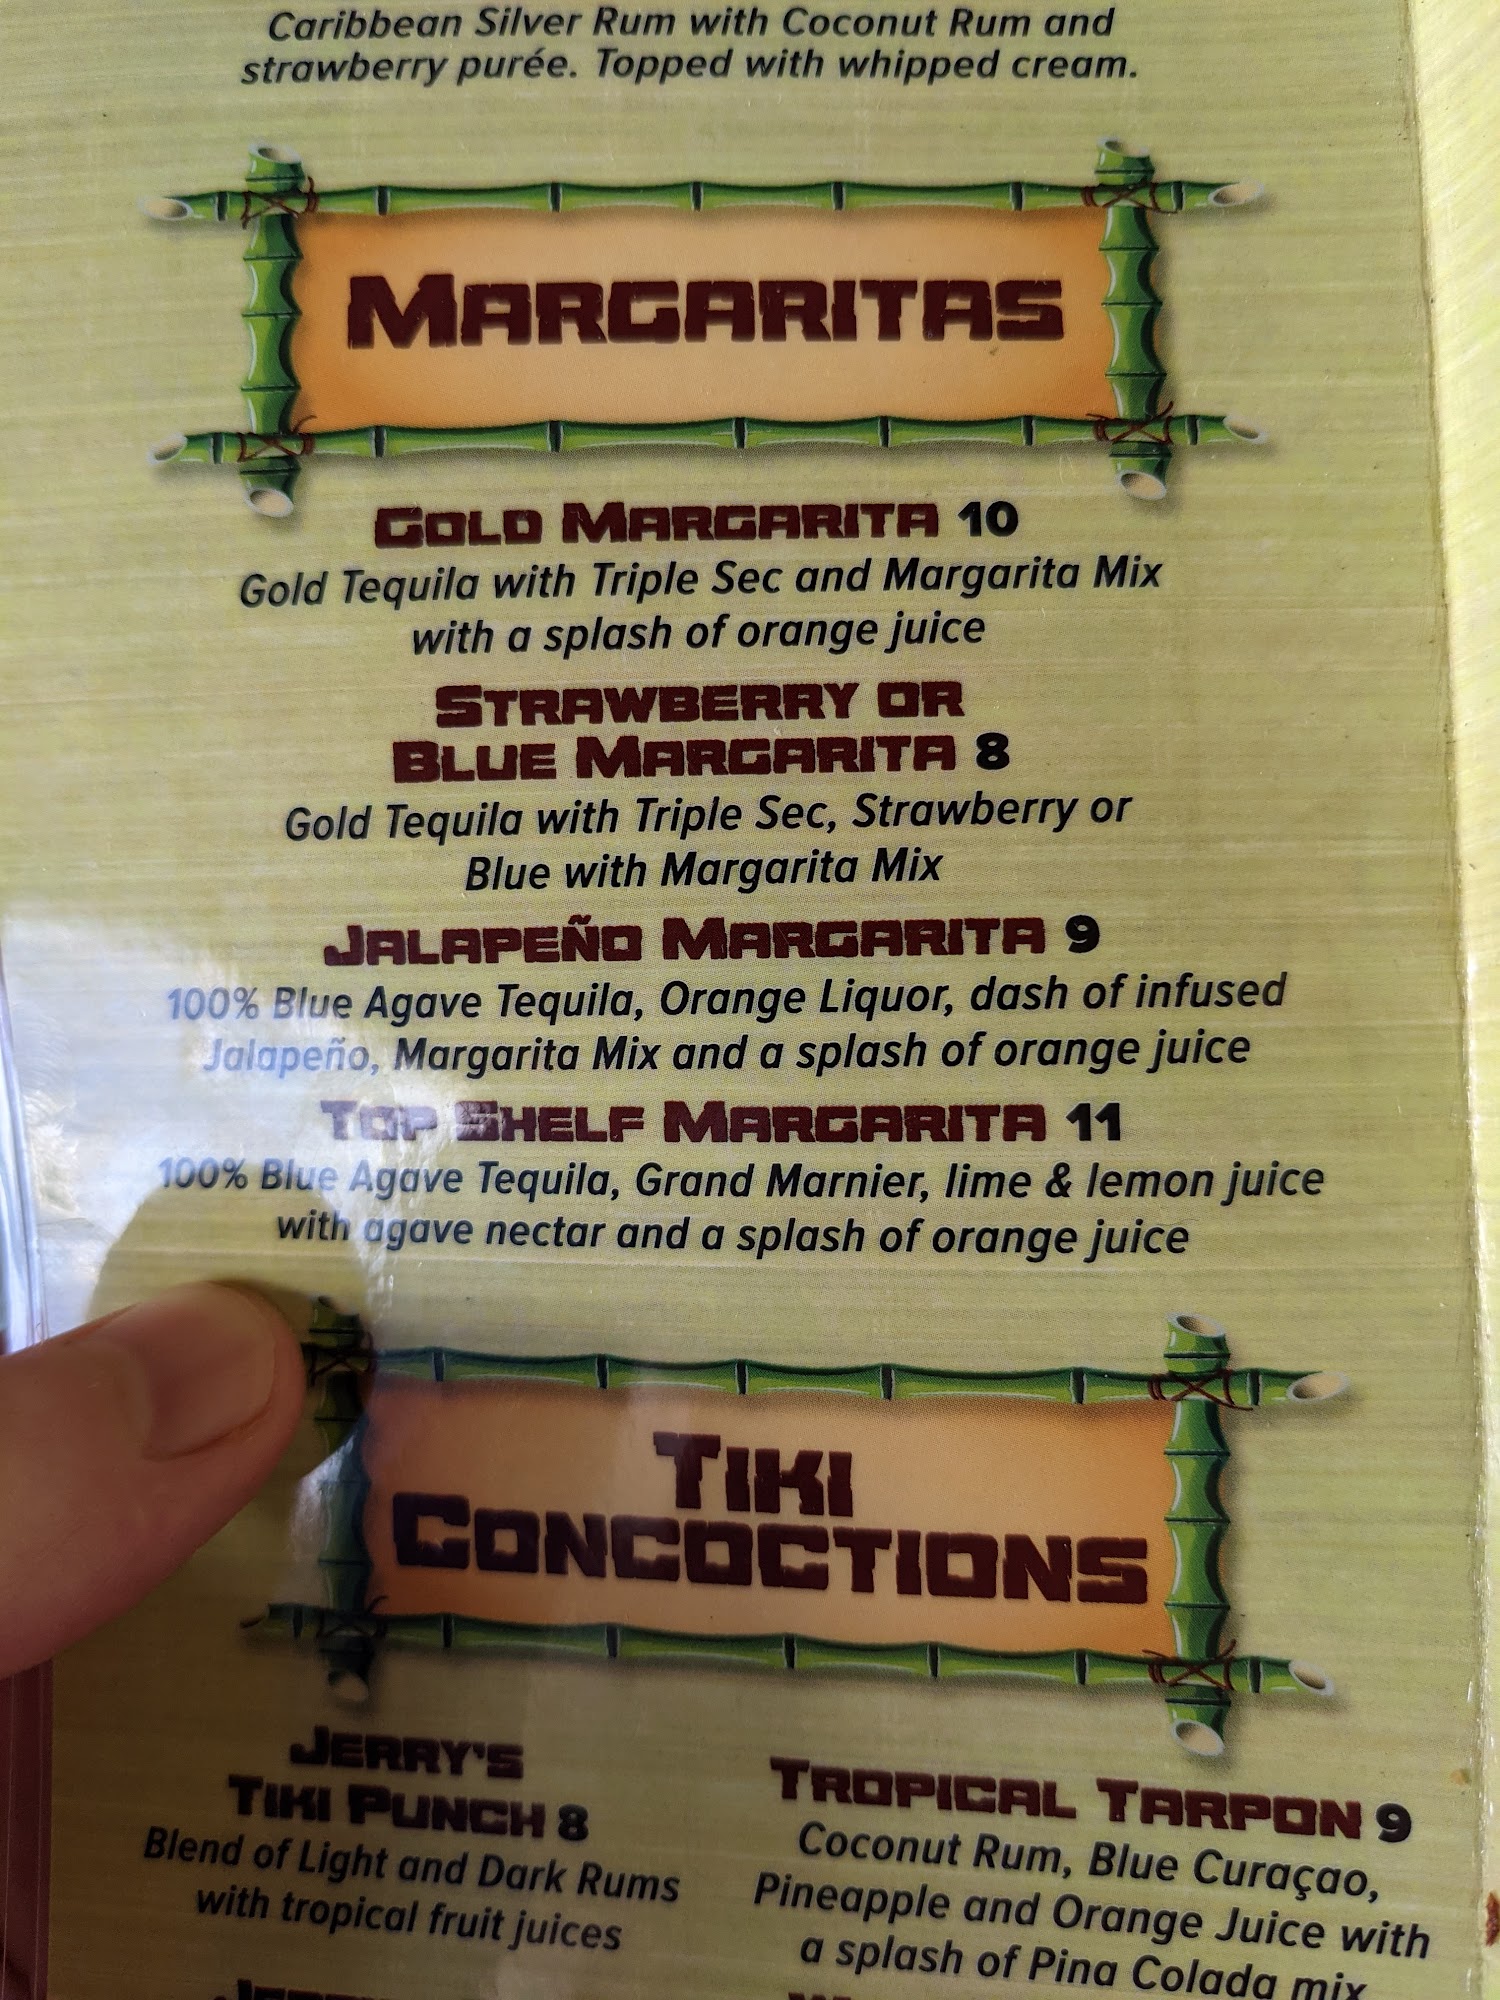 Caribbean Silver Rum with Coconut Rum and
strawberry purée. Topped with whipped cream.
MARGARITAS
GOLD MARGARITA 10
Gold Tequila with Triple Sec and Margarita Mix
with a splash of orange juice
STRAWBERRY OR
BLUE MARGARITA 8
Gold Tequila with Triple Sec, Strawberry or
Blue with Margarita Mix
JALAPEÑO MARGARITA 9
100% Blue Agave Tequila, Orange Liquor, dash of infused
Jalapeño, Margarita Mix and a splash of orange juice
TOP SHELF MARGARITA 11
100% Blue Agave Tequila, Grand Marnier, lime & lemon juice
with agave nectar and a splash of orange juice
TIKI
CONCOCTIONS
JERRY'S
TIKI PUNCH 8
Blend of Light and Dark Rums
with tropical fruit juices
TROPICAL TARPON 9
Coconut Rum, Blue Curaçao,
Pineapple and Orange Juice with
a splash of Pina Colada mix